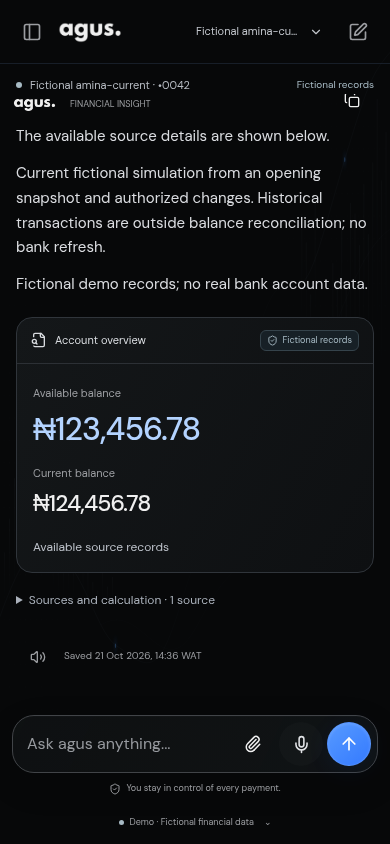 agus.
Fictional amina-cu...
Fictional amina-current · •0042
Fictional records
agus. FINANCIAL INSIGHT
The available source details are shown below.
Current fictional simulation from an opening
snapshot and authorized changes. Historical
transactions are outside balance reconciliation; no
bank refresh.
Fictional demo records; no real bank account data.
Account overview
Fictional records
Available balance
₦123,456.78
Current balance
₦124,456.78
Available source records
Sources and calculation · 1 source
Saved 21 Oct 2026, 14:36 WAT
Ask agus anything...
You stay in control of every payment.
Demo · Fictional financial data